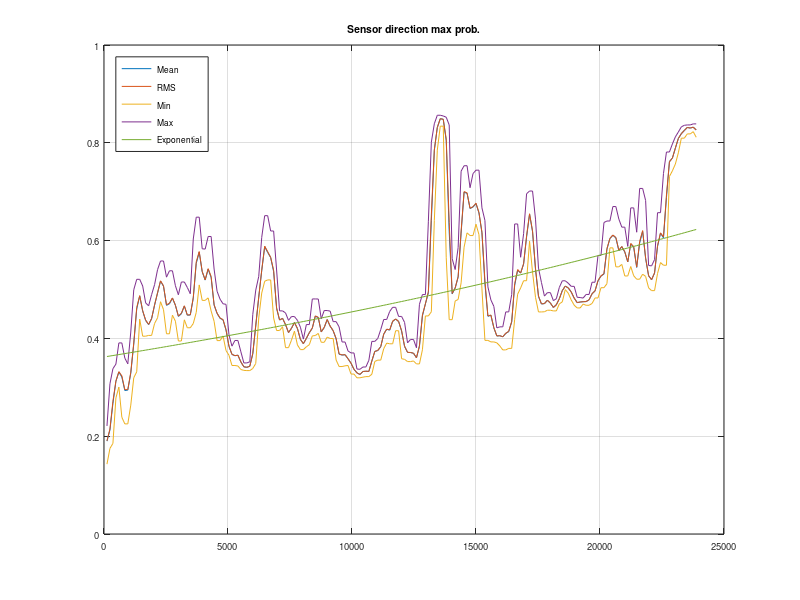 Sensor direction max prob.
1
0.8
0.6
0.4
0.2
0
Mean
RMS
Min
Max
Exponential
0 5000 10000 15000 20000 25000